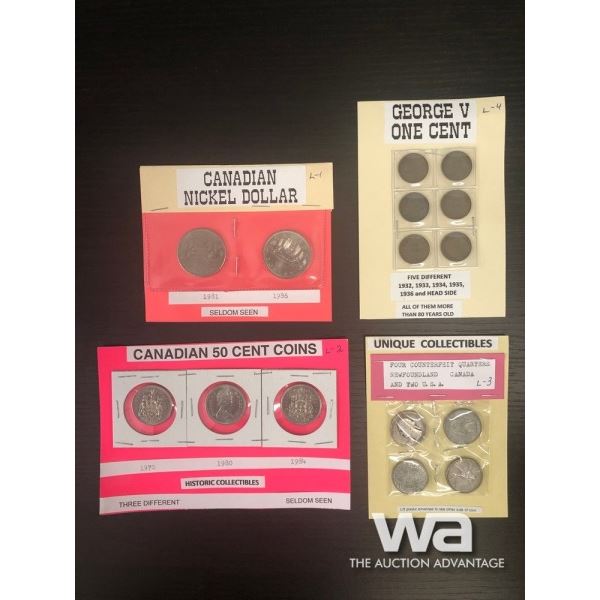 GEORGE V L-4
ONE CENT
FIVE DIFFERENT
1932, 1933, 1934, 1935,
1936 and HEAD SIDE
ALL OF THEM MORE
THAN 80 YEARS OLD
CANADIAN L-1
NICKEL DOLLAR
1981 1986
SELDOM SEEN
CANADIAN 50 CENT COINS L-2
1970 1980 1984
HISTORIC COLLECTIBLES
THREE DIFFERENT SELDOM SEEN
UNIQUE COLLECTIBLES
FOUR COUNTERFEIT QUARTERS
NEWFOUNDLAND CANADA
AND TWO U.S.A. L-3
wa
THE AUCTION ADVANTAGE